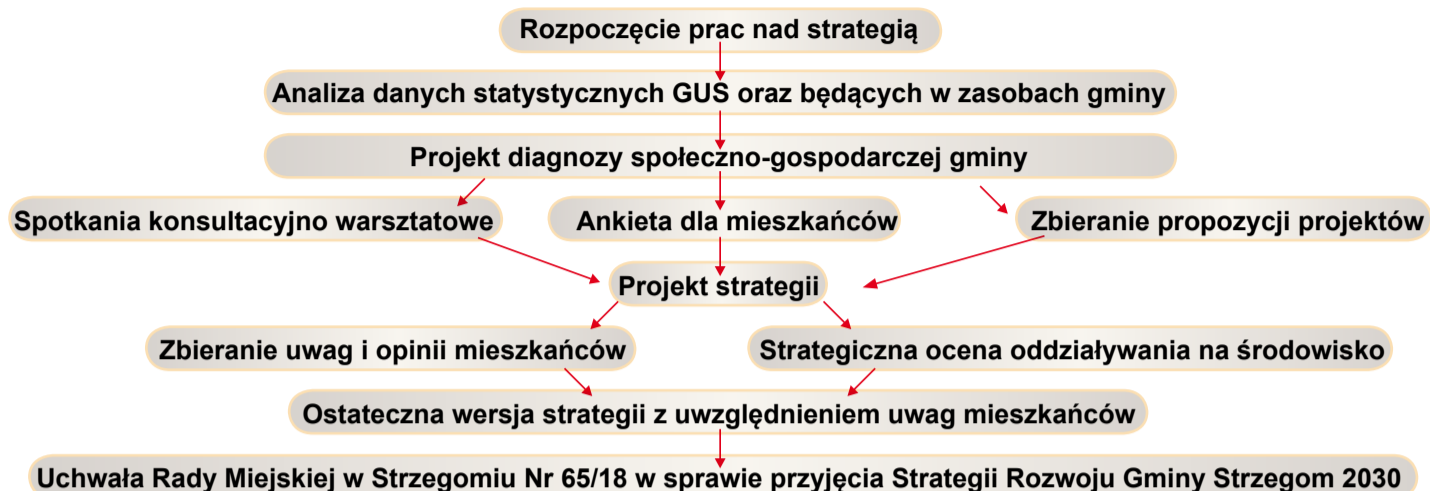 Rozpoczęcie prac nad strategią
Analiza danych statystycznych GUS oraz będących w zasobach gminy
Projekt diagnozy społeczno-gospodarczej gminy
Spotkania konsultacyjno warsztatowe
Ankieta dla mieszkańców
Zbieranie propozycji projektów
Projekt strategii
Zbieranie uwag i opinii mieszkańców
Strategiczna ocena oddziaływania na środowisko
Ostateczna wersja strategii z uwzględnieniem uwag mieszkańców
Uchwała Rady Miejskiej w Strzegomiu Nr 65/18 w sprawie przyjęcia Strategii Rozwoju Gminy Strzegom 2030